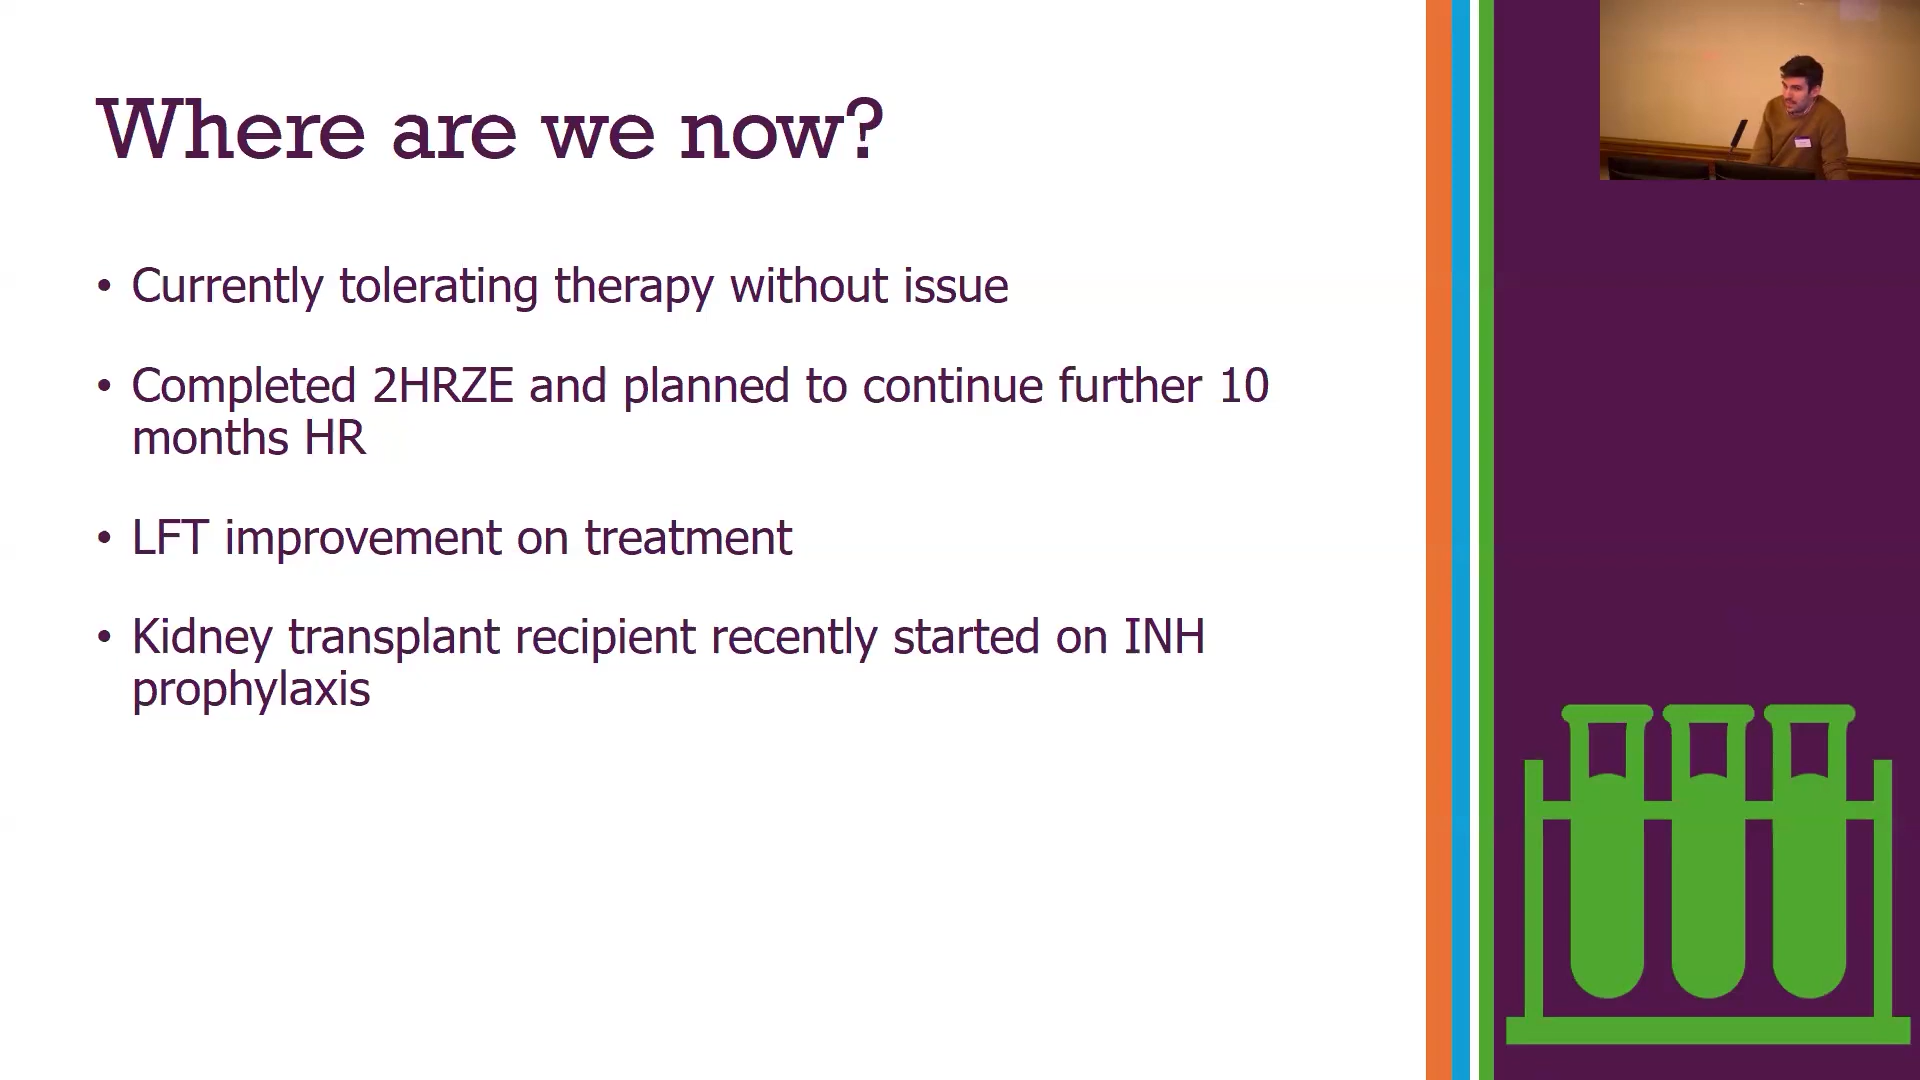 Where are we now?
• Currently tolerating therapy without issue
• Completed 2HRZE and planned to continue further 10
months HR
• LFT improvement on treatment
• Kidney transplant recipient recently started on INH
prophylaxis